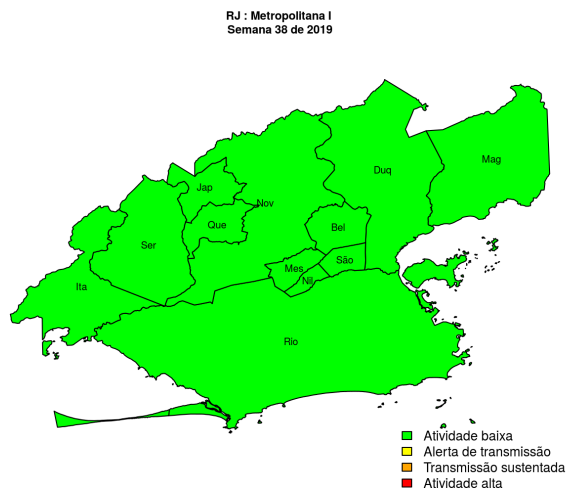 RJ : Metropolitana I
Semana 38 de 2019
Mag
Duq
Jap
Nov
Que
Bel
Ser
São
Mes
Nil
Ita
Rio
Atividade baixa
Alerta de transmissão
Transmissão sustentada
Atividade alta